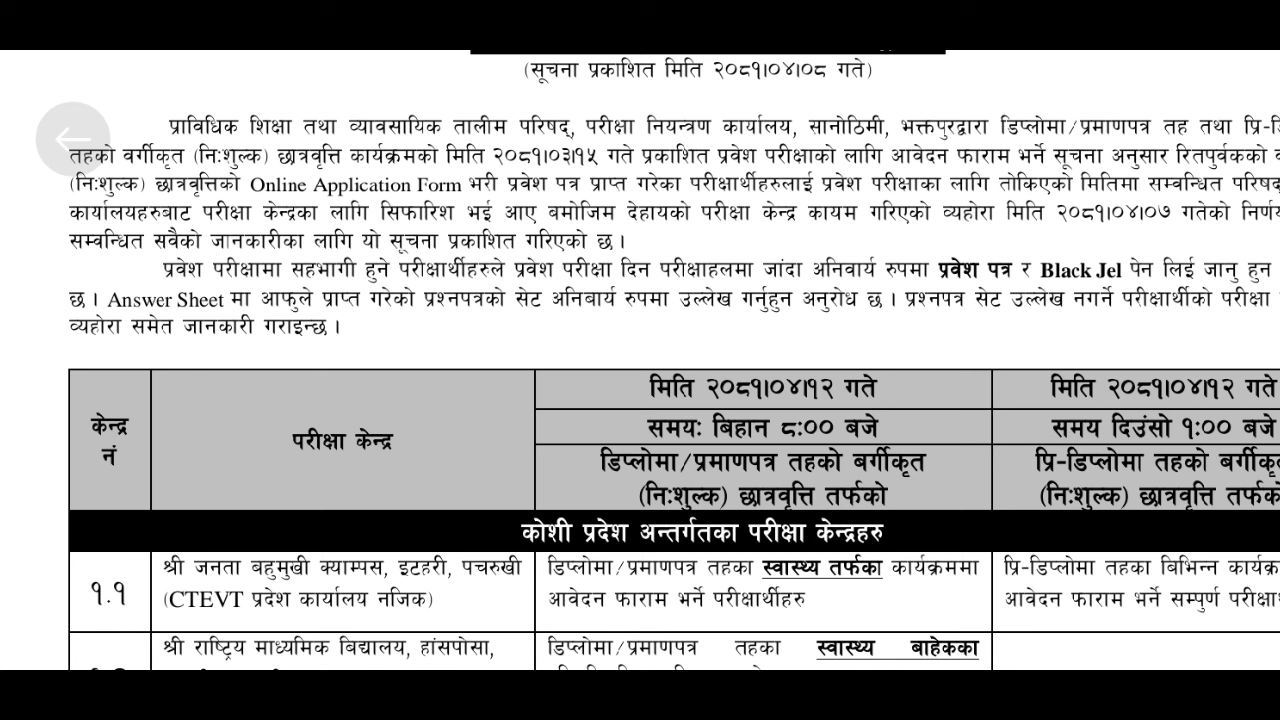 (सूचना प्रकाशित मिति २०८१।०४।०८ गते)
प्राविधिक शिक्षा तथा व्यावसायिक तालीम परिषद्, परीक्षा नियन्त्रण कार्यालय, सानोठिमी, भक्तपुरद्वारा डिप्लोमा/प्रमाणपत्र तह तथा
तहको वर्गीकृत (नि:शुल्क) छात्रवृत्ति कार्यक्रमको मिति २०८१।०३।१५ गते प्रकाशित प्रवेश परीक्षाको लागि आवेदन फाराम भर्ने सूचना अनुसार रितपुर्वकको
(नि:शुल्क) छात्रवृत्तिको Online Application Form भरी प्रवेश पत्र प्राप्त गरेका परीक्षार्थीहरुलाई प्रवेश परीक्षाका लागि तोकिएको मितिमा सम्बन्धित परिषद्
कार्यालयहरुबाट परीक्षा केन्द्रका लागि सिफारिश भई आए बमोजिम देहायको परीक्षा केन्द्र कायम गरिएको व्यहोरा मिति २०८१।०४।०७ गतेको
सम्बन्धित सवैको जानकारीका लागि यो सूचना प्रकाशित गरिएको छ ।
प्रवेश परीक्षामा सहभागी हुने परीक्षार्थीहरुले प्रवेश परीक्षा दिन परीक्षाहलमा जांदा अनिवार्य रुपमा प्रवेश पत्र र Black Jel पेन लिई जानु हुन
छ । Answer Sheet मा आफुले प्राप्त गरेको प्रश्नपत्रको सेट अनिबार्य रुपमा उल्लेख गर्नुहुन अनुरोध छ । प्रश्नपत्र सेट उल्लेख नगर्ने परीक्षार्थीको परीक्षा
व्यहोरा समेत जानकारी गराइन्छ ।
केन्द्र नं
परीक्षा केन्द्र
मिति २०८१।०४।१२ गते
मिति २०८१।०४।१२ गते
समय: बिहान ८:०० बजे
समय दिउंसो १:०० बजे
डिप्लोमा/प्रमाणपत्र तहको बर्गीकृत
प्रि-डिप्लोमा तहको
(नि:शुल्क) छात्रवृत्ति तर्फको
(नि:शुल्क) छात्रवृत्ति तर्फको
कोशी प्रदेश अन्तर्गतका परीक्षा केन्द्रहरु
१.१
श्री जनता बहुमुखी क्याम्पस, इटहरी, पचरुखी
(CTEVT प्रदेश कार्यालय नजिक)
डिप्लोमा/प्रमाणपत्र तहका स्वास्थ्य तर्फका कार्यक्रममा
आवेदन फाराम भर्ने परीक्षार्थीहरु
प्रि-डिप्लोमा तहका बिभिन्न
आवेदन फाराम भर्ने सम्पुर्ण
श्री राष्ट्रिय माध्यमिक बिद्यालय, हांसपोसा,
डिप्लोमा/प्रमाणपत्र तहका स्वास्थ्य बाहेकका